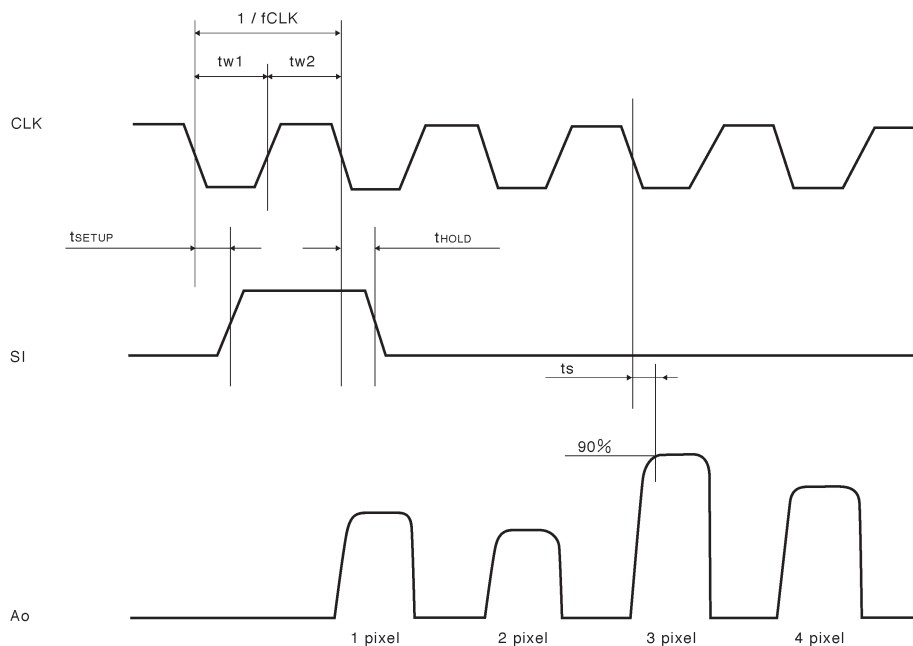 1 / fCLK
tw1 tw2
CLK
tSETUP tHOLD
SI
ts
90%
Ao
1 pixel 2 pixel 3 pixel 4 pixel